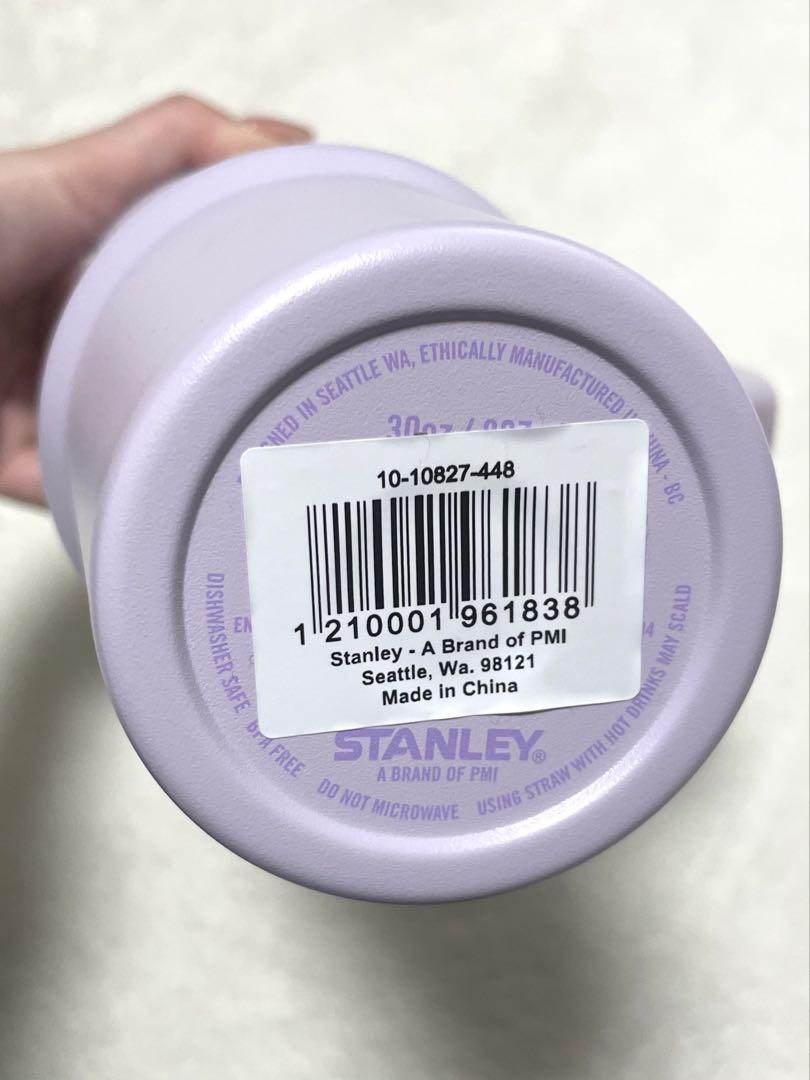 IN SEATTLE WA, ETHICALLY MANUFACTURED
- BC
30oz /
10-10827-448
1 210001 961838
Stanley - A Brand of PMI
Seattle, Wa. 98121
Made in China
STANLEY®
A BRAND OF PMI
DISHWASHER SAFE
BPA FREE
DO NOT MICROWAVE
USING STRAW WITH HOT DRINKS MAY SCALD